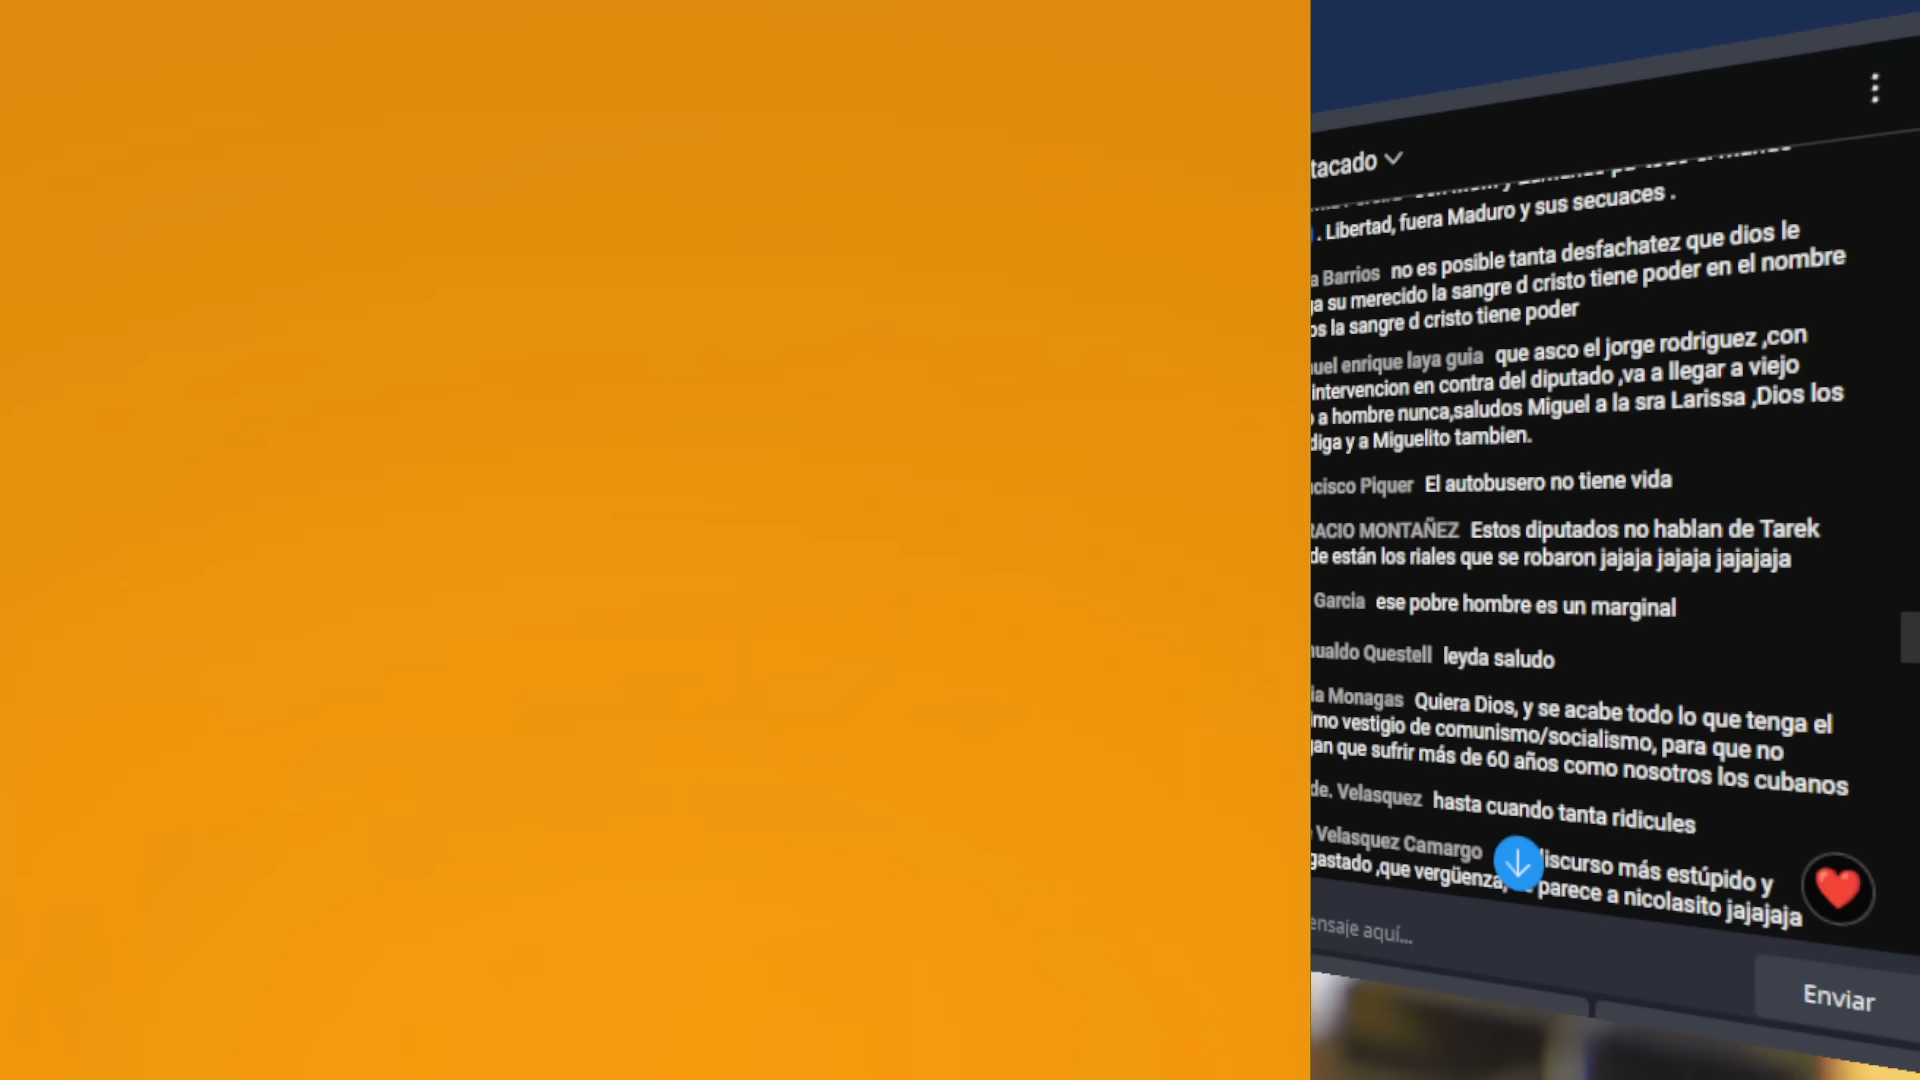 tacado
. Libertad, fuera Maduro y sus secuaces .
a Barrios no es posible tanta desfachatez que dios le
ga su merecido la sangre d cristo tiene poder en el nombre
os la sangre d cristo tiene poder
uel enrique laya guia que asco el jorge rodriguez ,con
intervencion en contra del diputado ,va a llegar a viejo
o a hombre nunca,saludos Miguel a la sra Larissa ,Dios los
diga y a Miguelito tambien.
cisco Piquer El autobusero no tiene vida
RACIO MONTAÑEZ Estos diputados no hablan de Tarek
de están los riales que se robaron jajaja jajaja jajajaja
Garcia ese pobre hombre es un marginal
ualdo Questell leyda saludo
ia Monagas Quiera Dios, y se acabe todo lo que tenga el
imo vestigio de comunismo/socialismo, para que no
gan que sufrir más de 60 años como nosotros los cubanos
de. Velasquez hasta cuando tanta ridicules
Velasquez Camargo iscurso más estúpido y
gastado ,que vergüenza, parece a nicolasito jajajaja
ensaje aquí...
Enviar